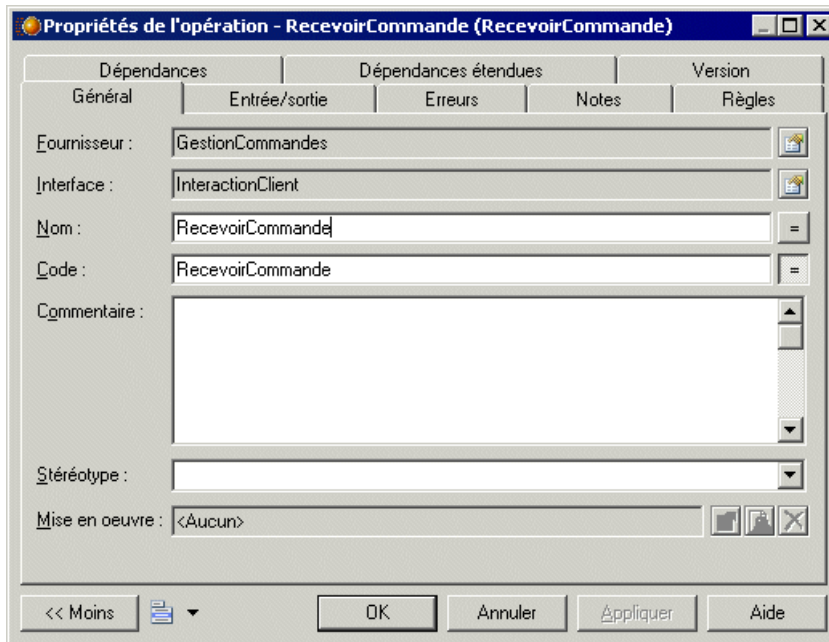 Propriétés de l'opération - RecevoirCommande (RecevoirCommande)
Dépendances Dépendances étendues Version
Général Entrée/sortie Erreurs Notes Règles
Fournisseur : GestionCommandes
Interface : InteractionClient
Nom : RecevoirCommande =
Code : RecevoirCommande =
Commentaire :
Stéréotype :
Mise en oeuvre : <Aucun>
<< Moins OK Annuler Appliquer Aide